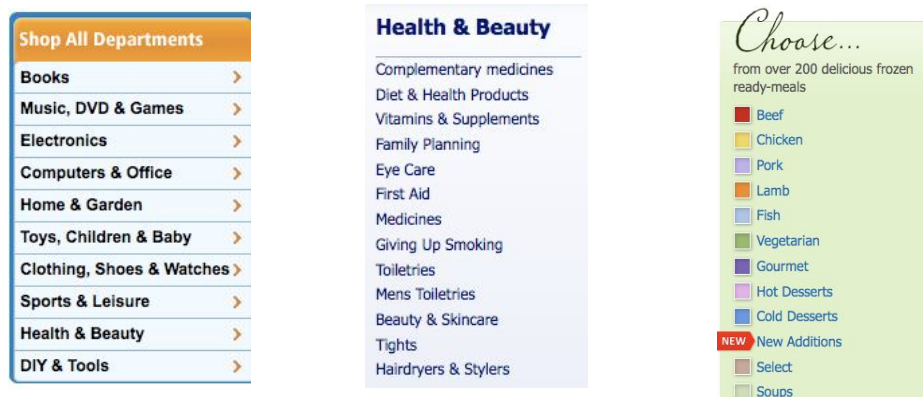 Shop All Departments
Books
Music, DVD & Games
Electronics
Computers & Office
Home & Garden
Toys, Children & Baby
Clothing, Shoes & Watches
Sports & Leisure
Health & Beauty
DIY & Tools
Health & Beauty
Complementary medicines
Diet & Health Products
Vitamins & Supplements
Family Planning
Eye Care
First Aid
Medicines
Giving Up Smoking
Toiletries
Mens Toiletries
Beauty & Skincare
Tights
Hairdryers & Stylers
Choose...
from over 200 delicious frozen
ready-meals
Beef
Chicken
Pork
Lamb
Fish
Vegetarian
Gourmet
Hot Desserts
Cold Desserts
NEW New Additions
Select
Soups